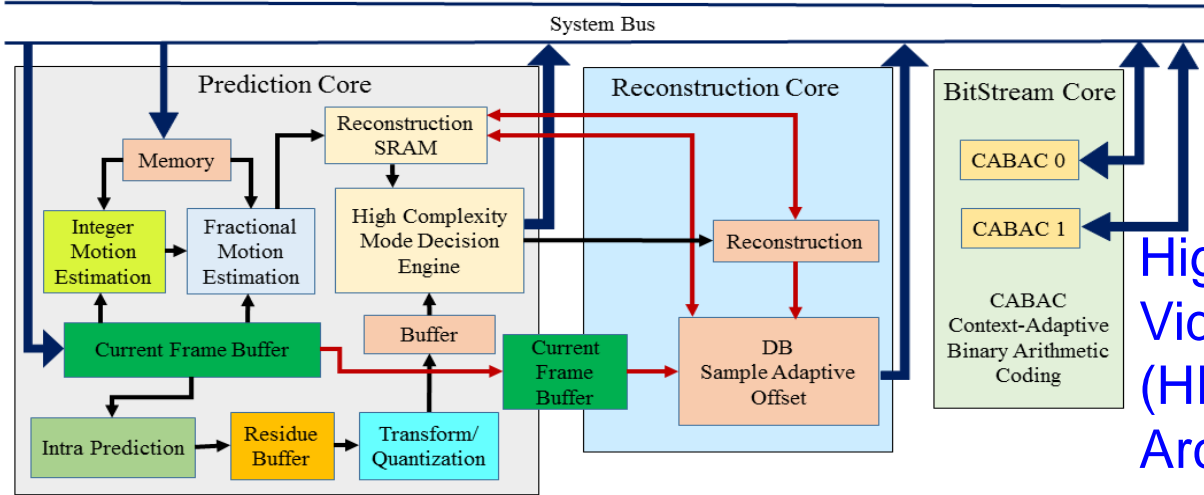 System Bus
Prediction Core
Reconstruction
SRAM
Memory
Integer
Motion
Estimation
Fractional
Motion
Estimation
High Complexity
Mode Decision
Engine
Current Frame Buffer
Buffer
Intra Prediction
Residue
Buffer
Transform/
Quantization
Reconstruction Core
Reconstruction
Current
Frame
Buffer
DB
Sample Adaptive
Offset
BitStream Core
CABAC 0
CABAC 1
CABAC
Context-Adaptive
Binary Arithmetic
Coding